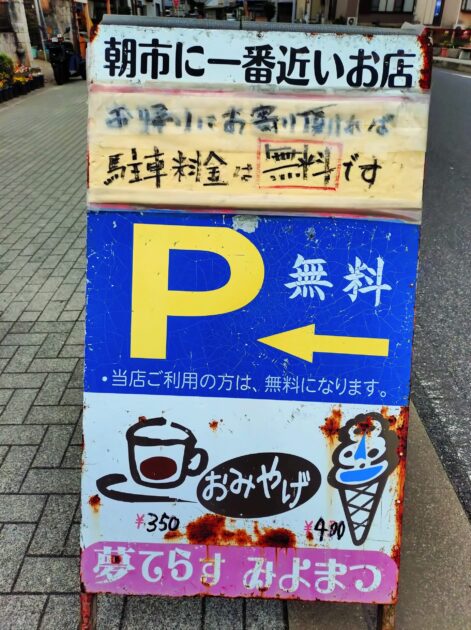 朝市に一番近いお店
お帰りにお寄り頂ければ
駐車料金は無料です
P 無料
・当店ご利用の方は、無料になります。
おみやげ
¥350 ¥400
夢てらす みよまつ